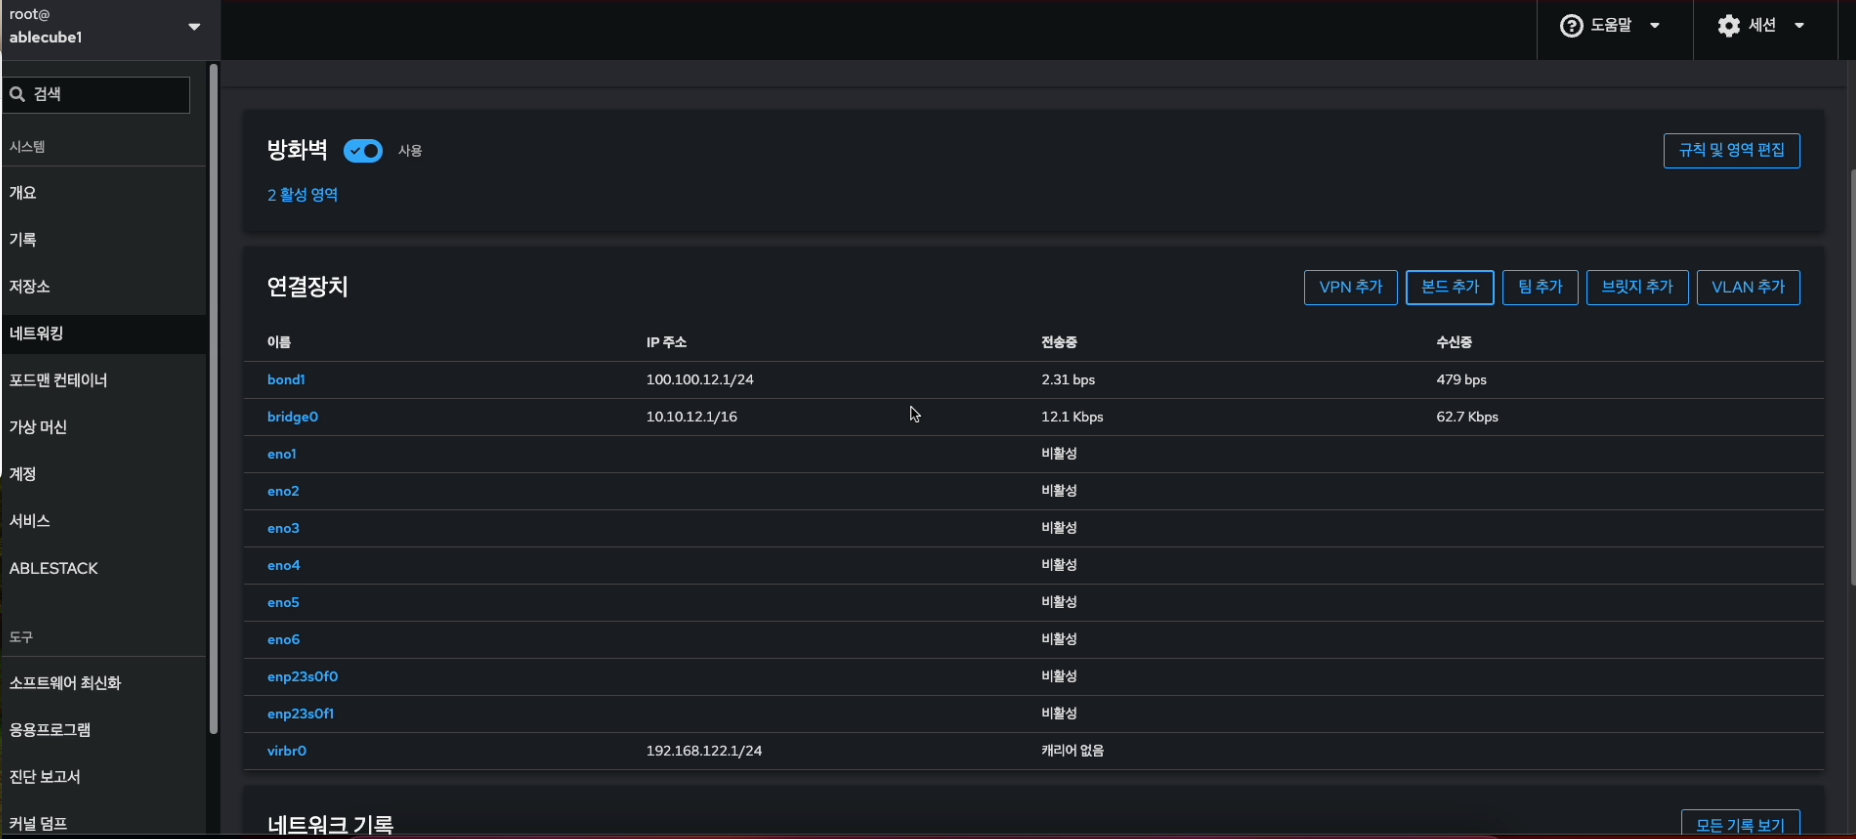 root@
ablecube1
도움말
세션
검색
시스템
개요
기록
저장소
네트워킹
포드맨 컨테이너
가상 머신
계정
서비스
ABLESTACK
도구
소프트웨어 최신화
응용프로그램
진단 보고서
커널 덤프
방화벽 사용
규칙 및 영역 편집
2 활성 영역
연결장치
VPN 추가 본드 추가 팀 추가 브릿지 추가 VLAN 추가
이름 IP 주소 전송중 수신중
bond1 100.100.12.1/24 2.31 bps 479 bps
bridge0 10.10.12.1/16 12.1 Kbps 62.7 Kbps
eno1 비활성
eno2 비활성
eno3 비활성
eno4 비활성
eno5 비활성
eno6 비활성
enp23s0f0 비활성
enp23s0f1 비활성
virbr0 192.168.122.1/24 캐리어 없음
네트워크 기록
모든 기록 보기